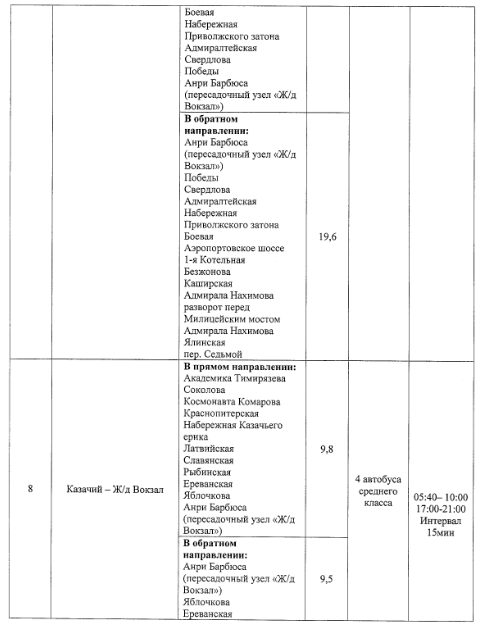 Боевая
Набережная
Приволжского затона
Адмиралтейская
Свердлова
Победы
Анри Барбюса
(пересадочный узел «Ж/д
Вокзал»)
В обратном
направлении:
Анри Барбюса
(пересадочный узел «Ж/д
Вокзал»)
Победы
Свердлова
Адмиралтейская
Набережная
Приволжского затона
Боевая
Аэропортовское шоссе
1-я Котельная
Безжонова
Каширская
Адмирала Нахимова
разворот перед
Милицейским мостом
Адмирала Нахимова
Ялинская
пер. Седьмой
19,6
8
Казачий – Ж/д Вокзал
В прямом направлении:
Академика Тимирязева
Соколова
Космонавта Комарова
Краснопитерская
Набережная Казачьего
ерика
Латвийская
Славянская
Рыбинская
Ереванская
Яблочкова
Анри Барбюса
(пересадочный узел «Ж/д
Вокзал»)
9,8
В обратном
направлении:
Анри Барбюса
(пересадочный узел «Ж/д
Вокзал»)
Яблочкова
Ереванская
9,5
4 автобуса
среднего
класса
05:40– 10:00
17:00-21:00
Интервал
15мин